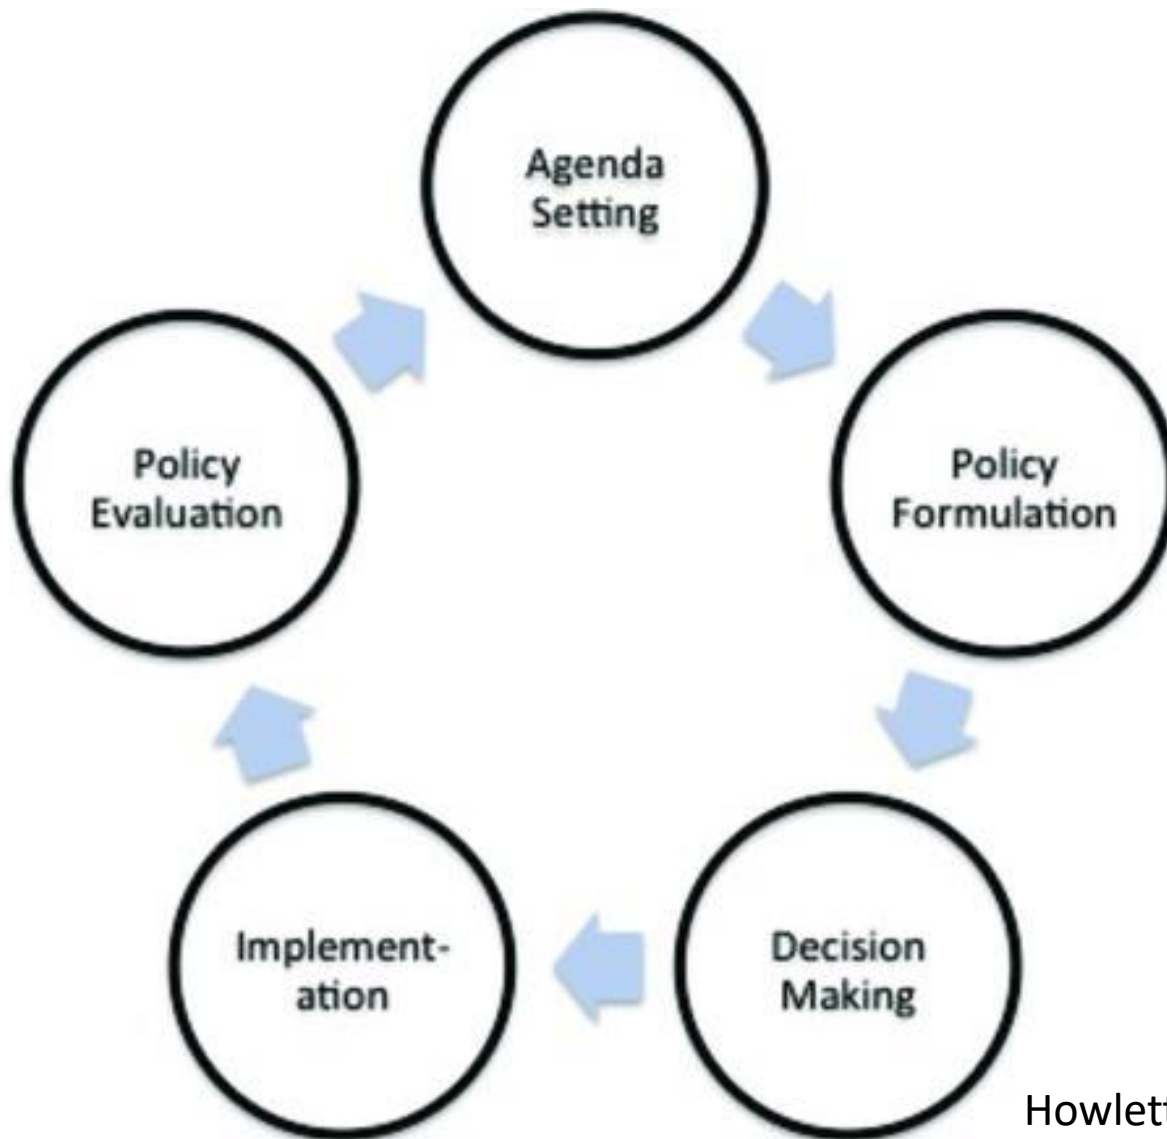 Agenda
Setting
Policy
Formulation
Decision
Making
Implement-
ation
Policy
Evaluation
Howlett